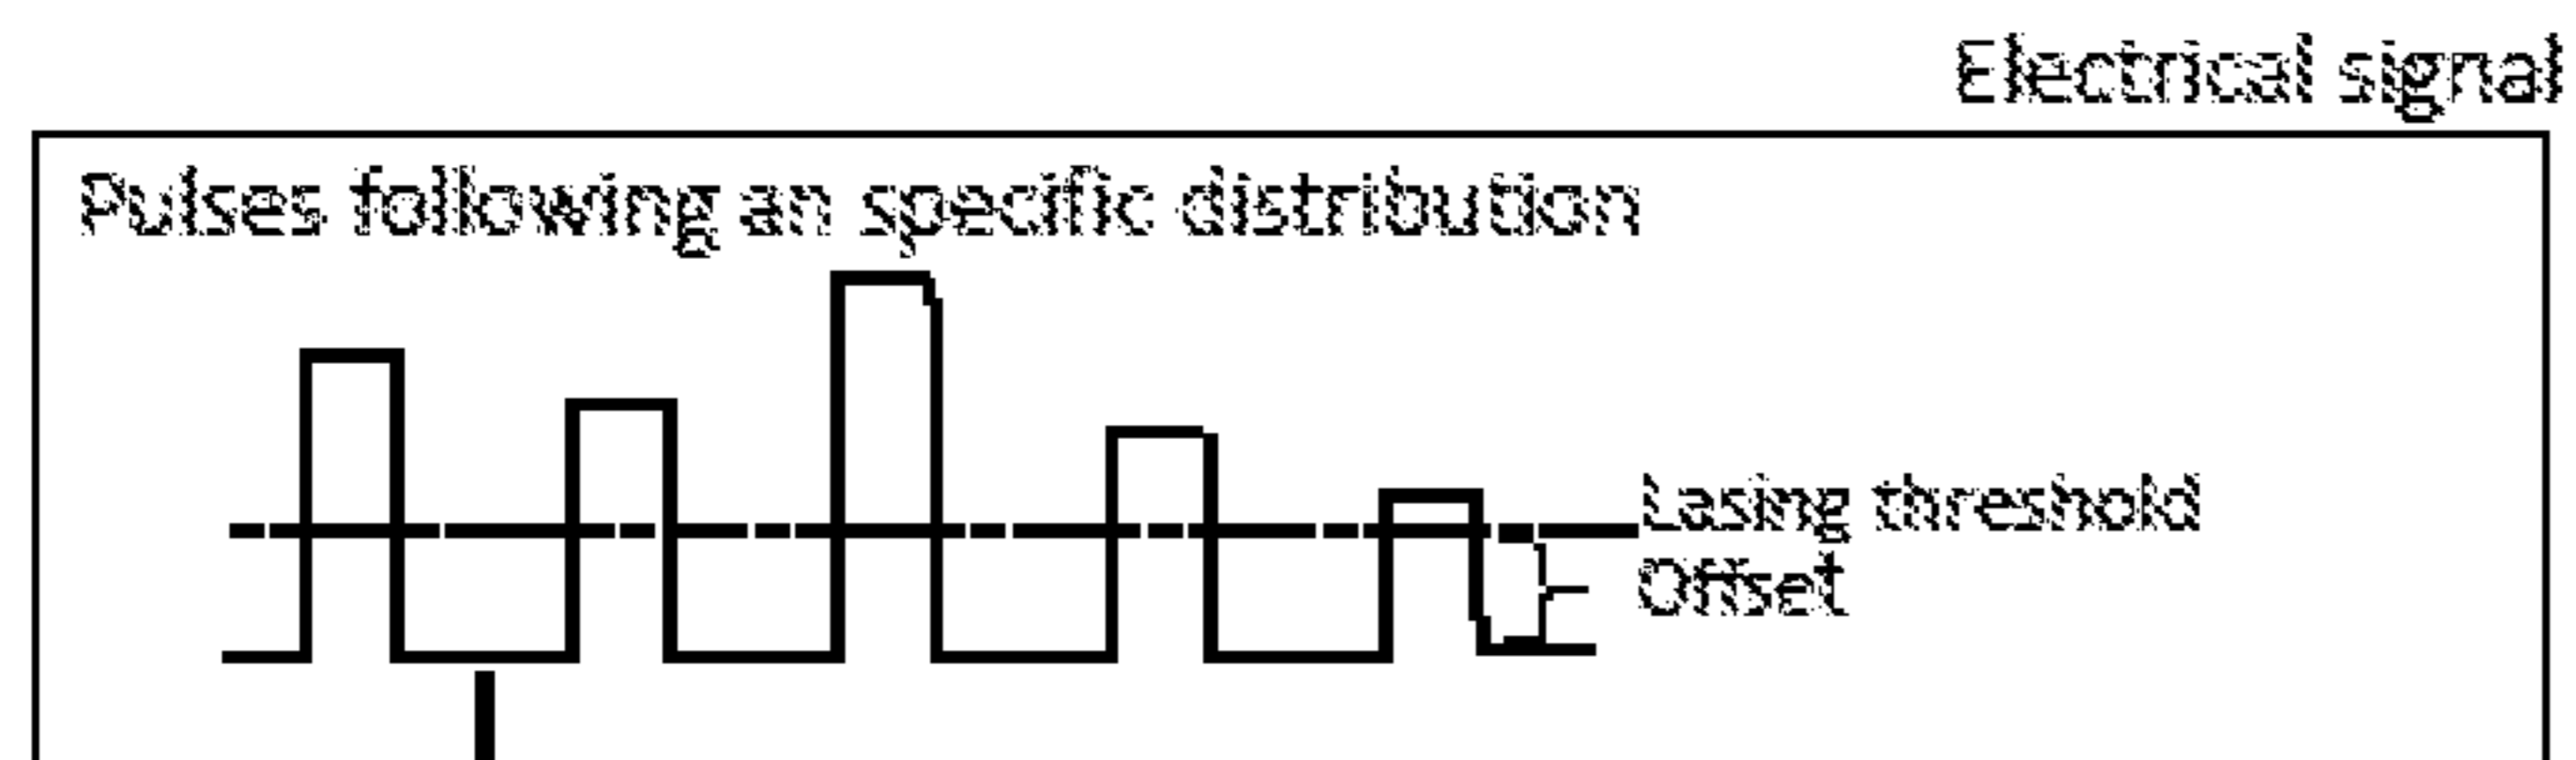 Electrical signal
Pulses following an specific distribution
Lasing threshold
Offset